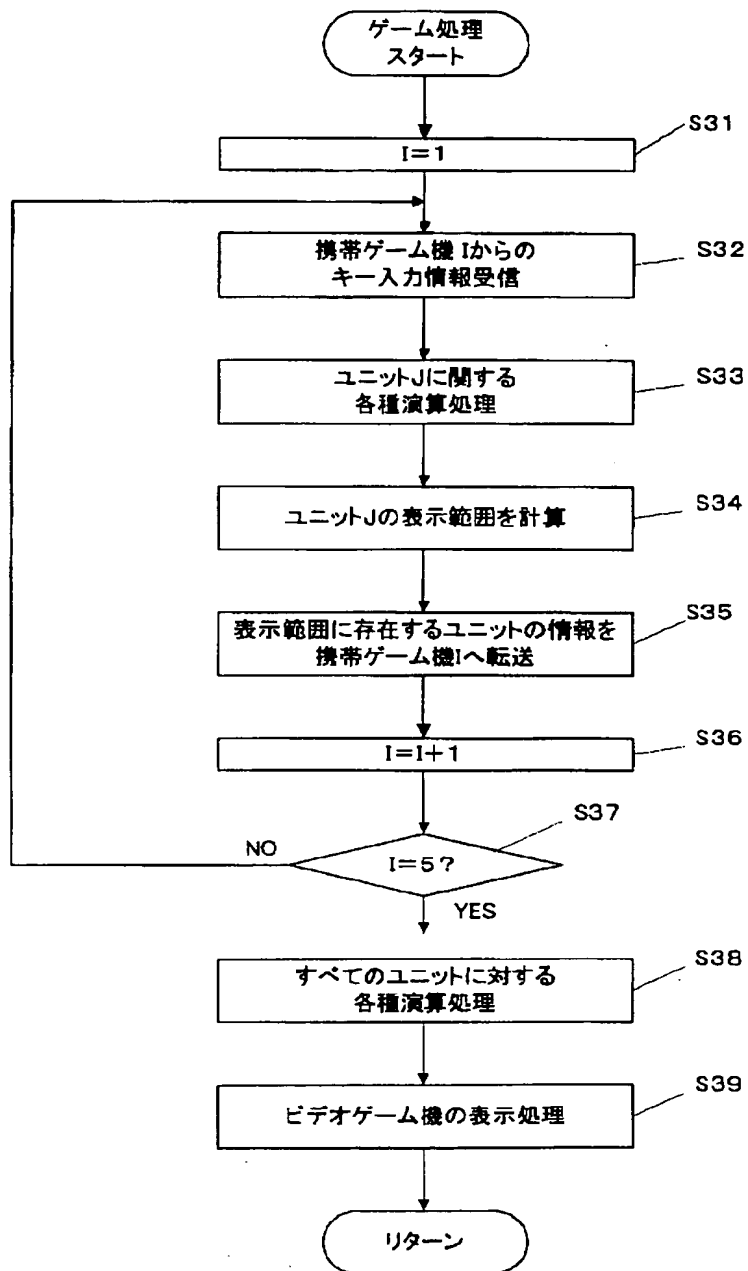 ゲーム処理
スタート
S31
I=1
S32
携帯ゲーム機Iからの
キー入力情報受信
S33
ユニットJに関する
各種演算処理
S34
ユニットJの表示範囲を計算
S35
表示範囲に存在するユニットの情報を
携帯ゲーム機Iへ転送
S36
I=I+1
S37
NO
I=5?
YES
S38
すべてのユニットに対する
各種演算処理
S39
ビデオゲーム機の表示処理
リターン